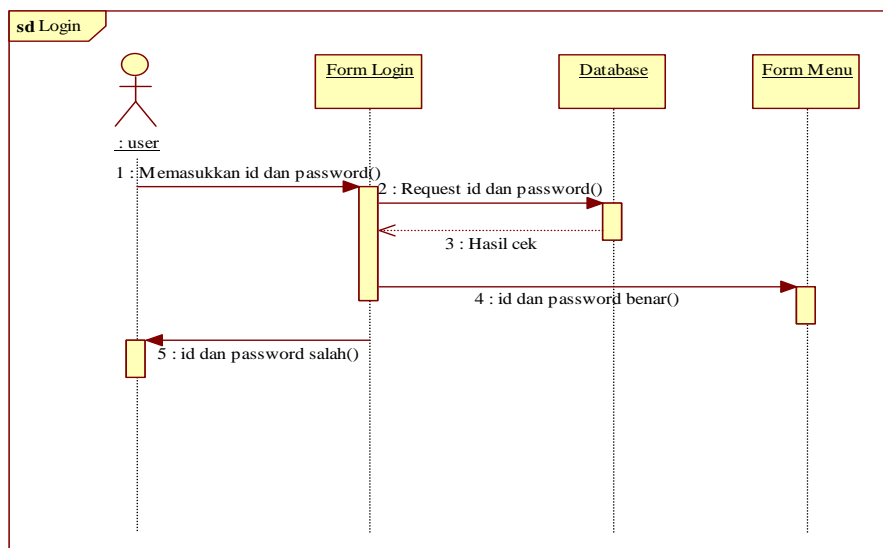 sd Login
Form Login
Database
Form Menu
: user
1 : Memasukkan id dan password()
2 : Request id dan password()
3 : Hasil cek
4 : id dan password benar()
5 : id dan password salah()